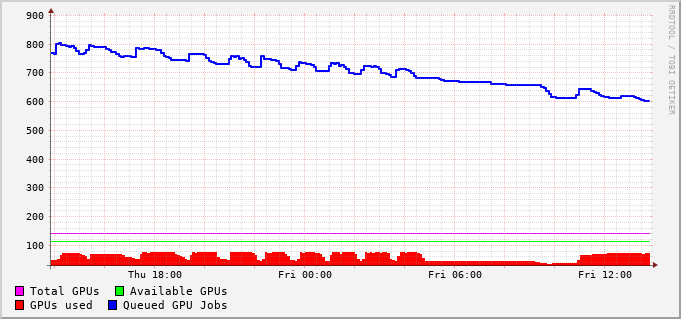 900
800
700
600
500
400
300
200
100
Thu 18:00 Fri 00:00 Fri 06:00 Fri 12:00
Total GPUs Available GPUs
GPUs used Queued GPU Jobs
RRDTOOL / TOBI OETIKER